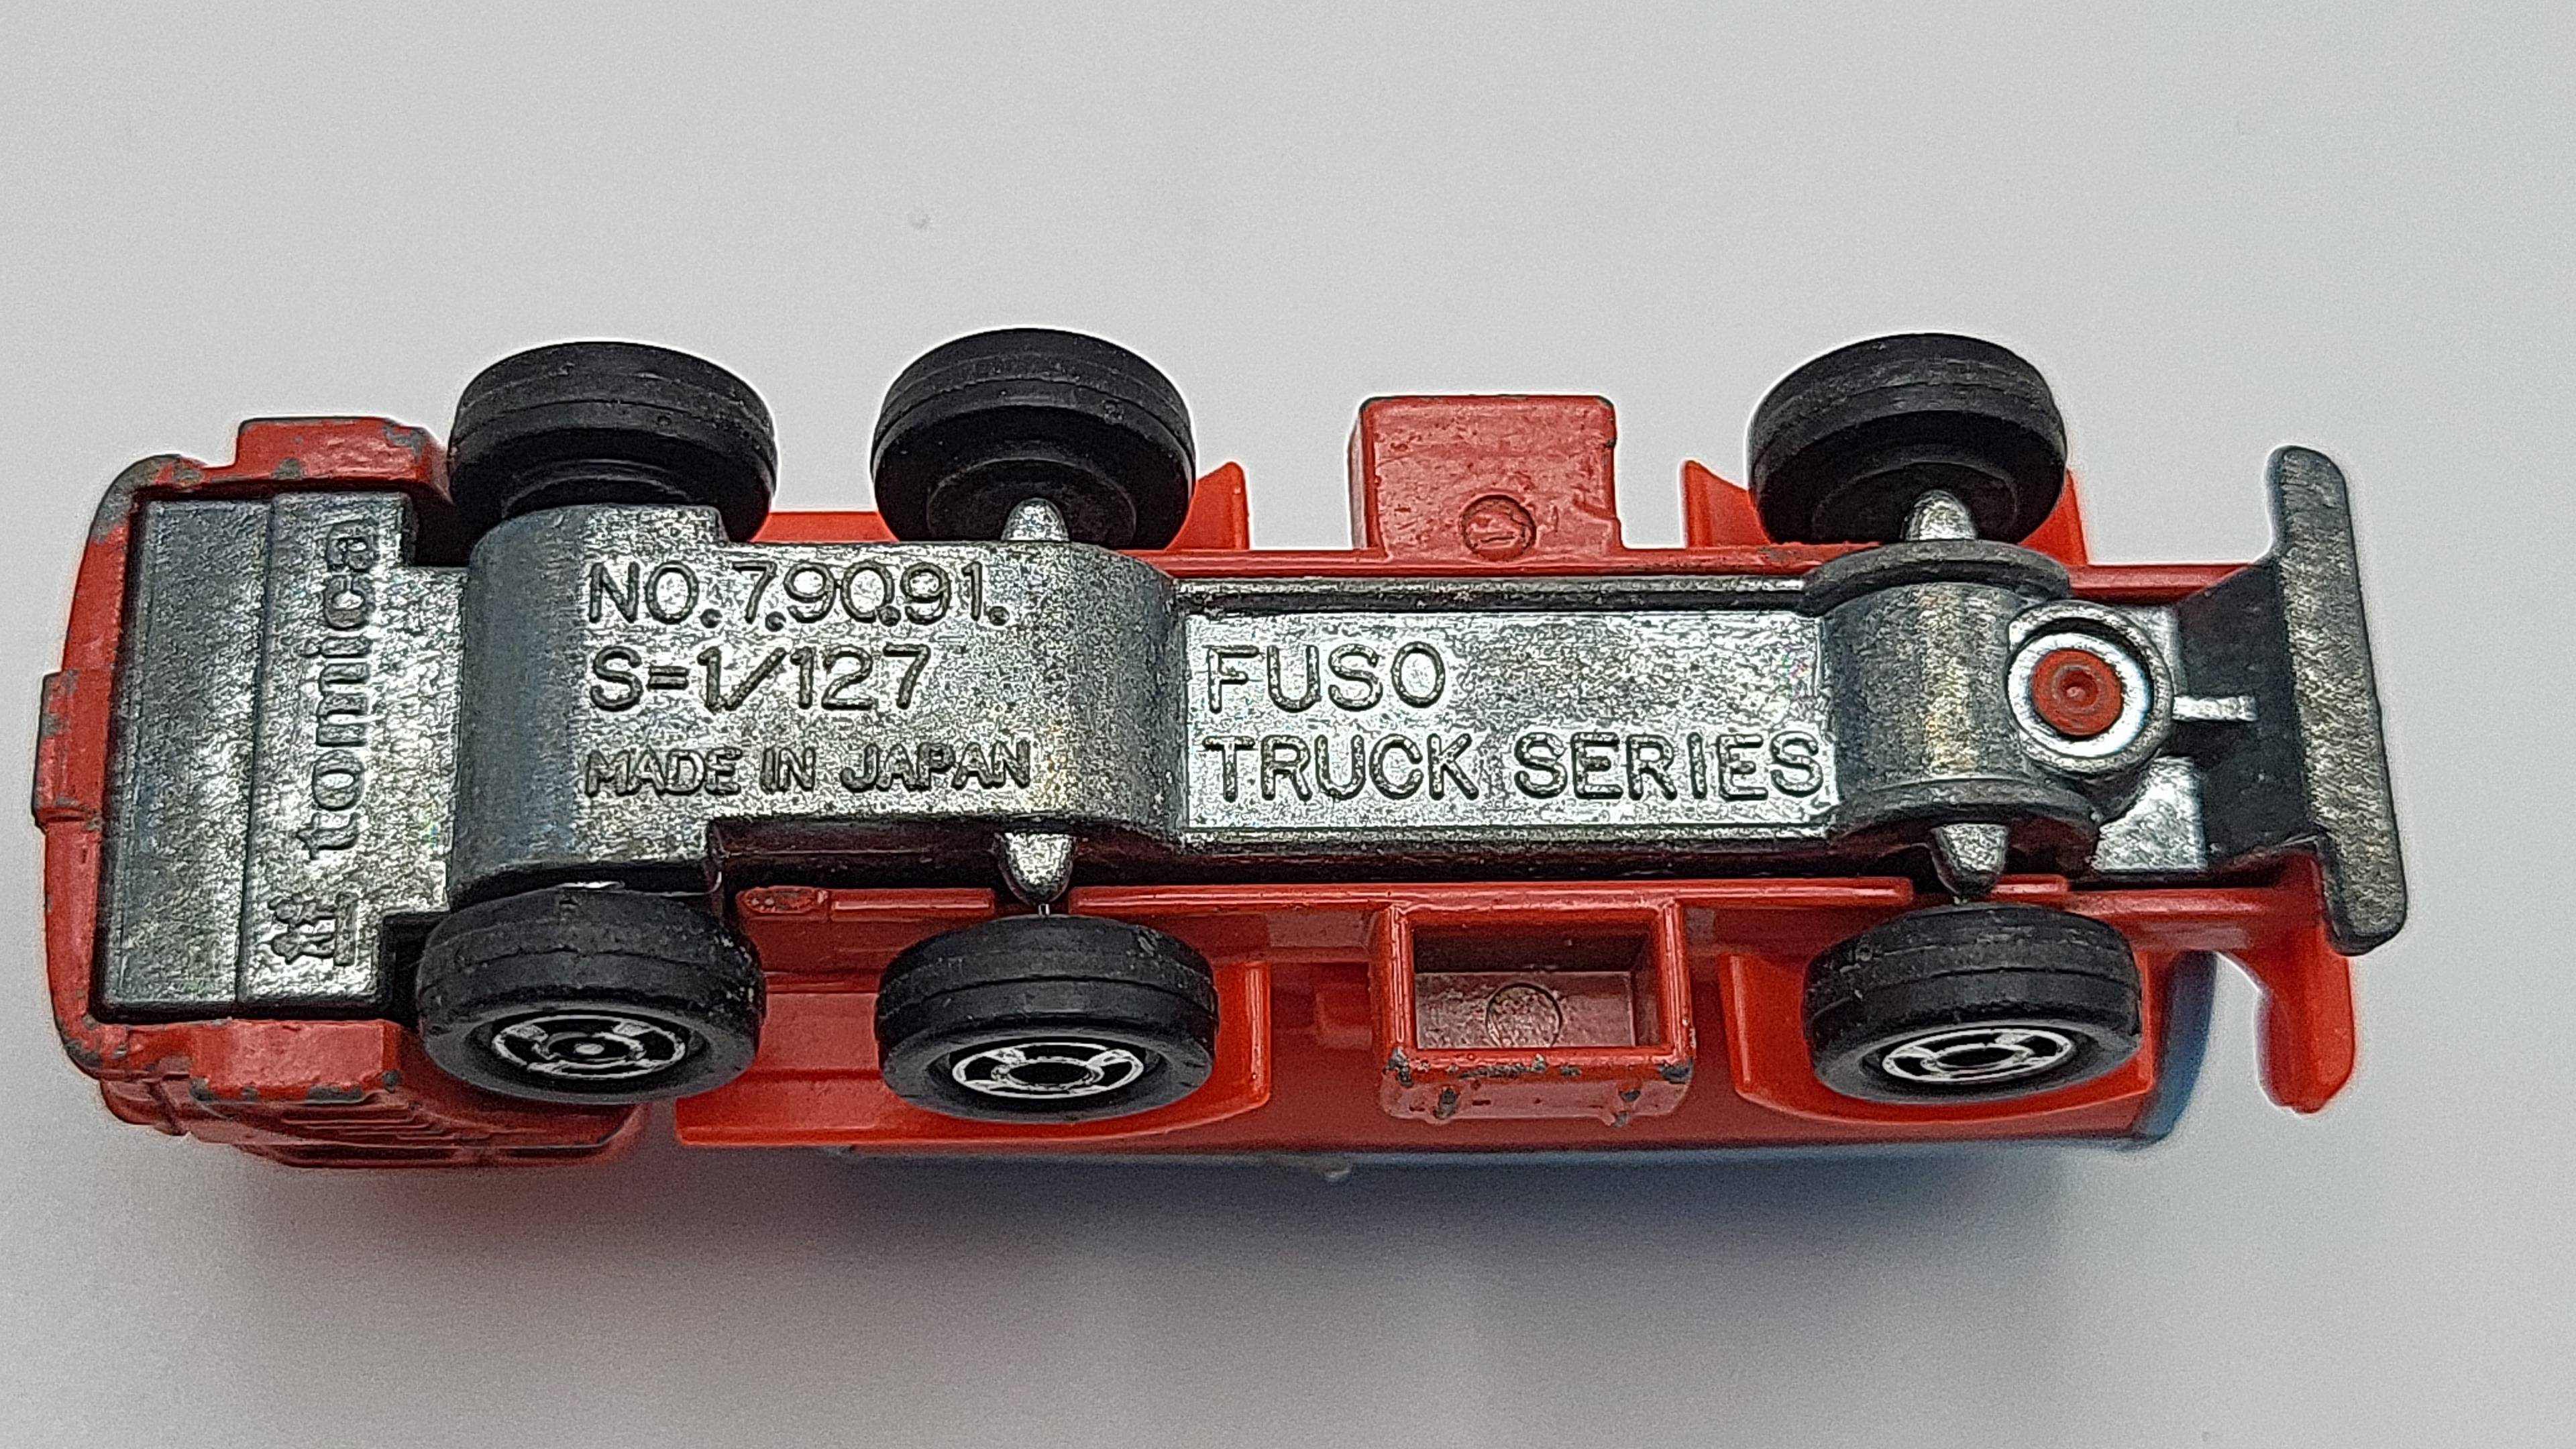 tomica
NO.7.90.91.
S=1/127
MADE IN JAPAN
FUSO
TRUCK SERIES